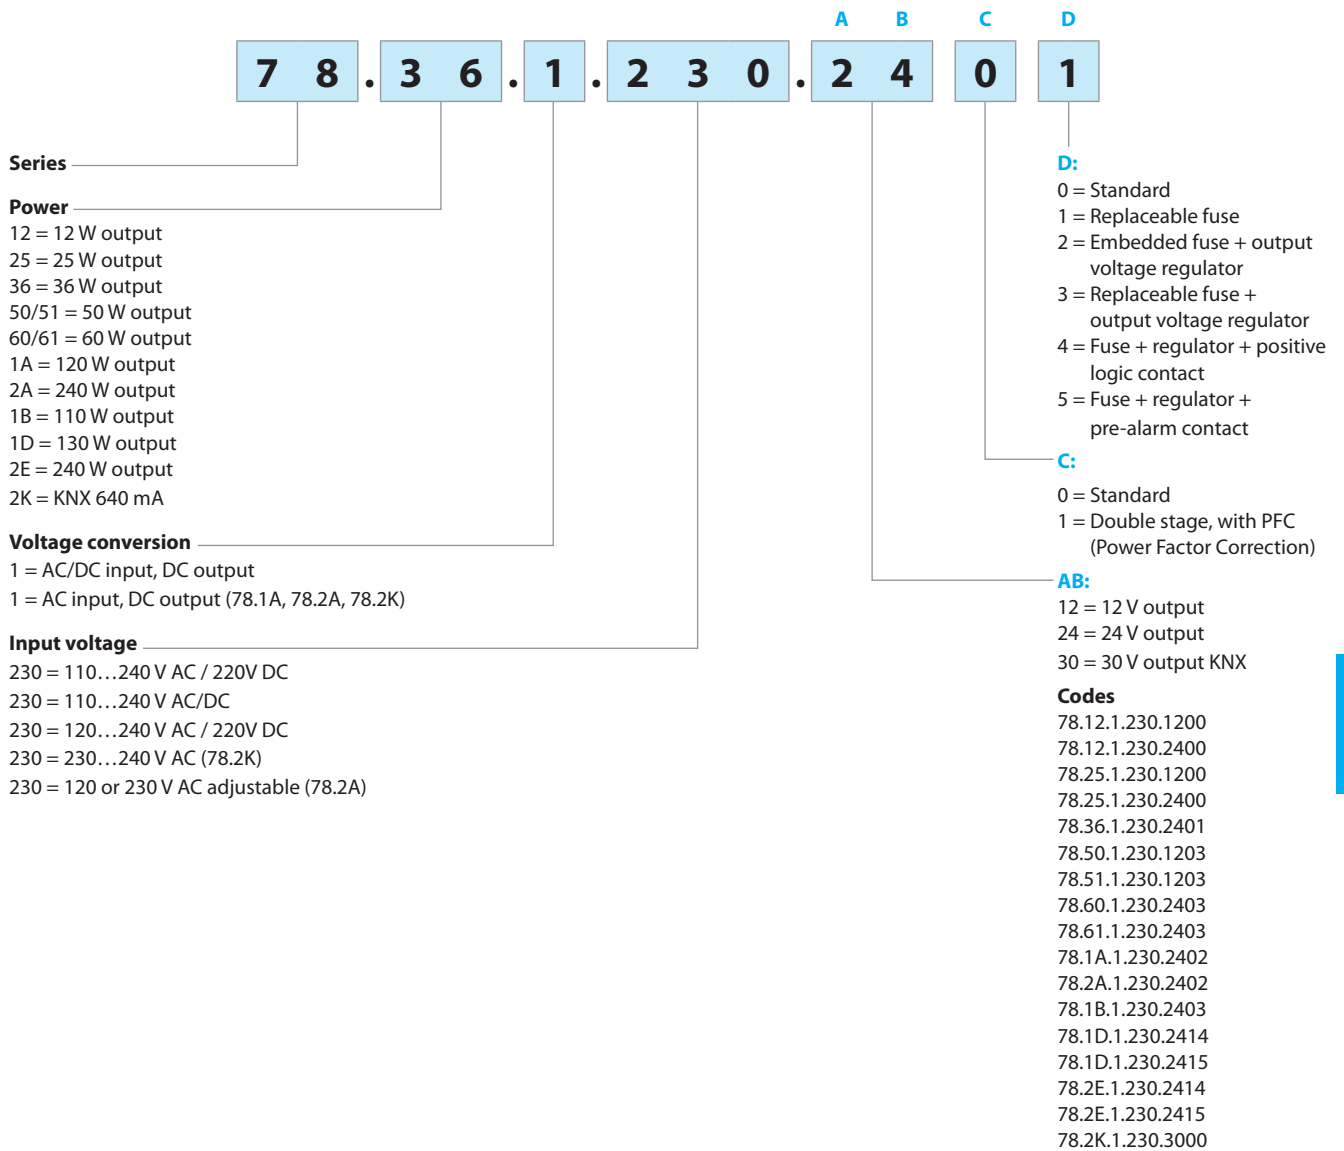 A B C D
7 8 . 3 6 . 1 . 2 3 0 . 2 4 0 1
Series
Power
12 = 12 W output
25 = 25 W output
36 = 36 W output
50/51 = 50 W output
60/61 = 60 W output
1A = 120 W output
2A = 240 W output
1B = 110 W output
1D = 130 W output
2E = 240 W output
2K = KNX 640 mA
Voltage conversion
1 = AC/DC input, DC output
1 = AC input, DC output (78.1A, 78.2A, 78.2K)
Input voltage
230 = 110…240 V AC / 220V DC
230 = 110…240 V AC/DC
230 = 120…240 V AC / 220V DC
230 = 230…240 V AC (78.2K)
230 = 120 or 230 V AC adjustable (78.2A)
D:
0 = Standard
1 = Replaceable fuse
2 = Embedded fuse + output
voltage regulator
3 = Replaceable fuse +
output voltage regulator
4 = Fuse + regulator + positive
logic contact
5 = Fuse + regulator +
pre-alarm contact
C:
0 = Standard
1 = Double stage, with PFC
(Power Factor Correction)
AB:
12 = 12 V output
24 = 24 V output
30 = 30 V output KNX
Codes
78.12.1.230.1200
78.12.1.230.2400
78.25.1.230.1200
78.25.1.230.2400
78.36.1.230.2401
78.50.1.230.1203
78.51.1.230.1203
78.60.1.230.2403
78.61.1.230.2403
78.1A.1.230.2402
78.2A.1.230.2402
78.1B.1.230.2403
78.1D.1.230.2414
78.1D.1.230.2415
78.2E.1.230.2414
78.2E.1.230.2415
78.2K.1.230.3000